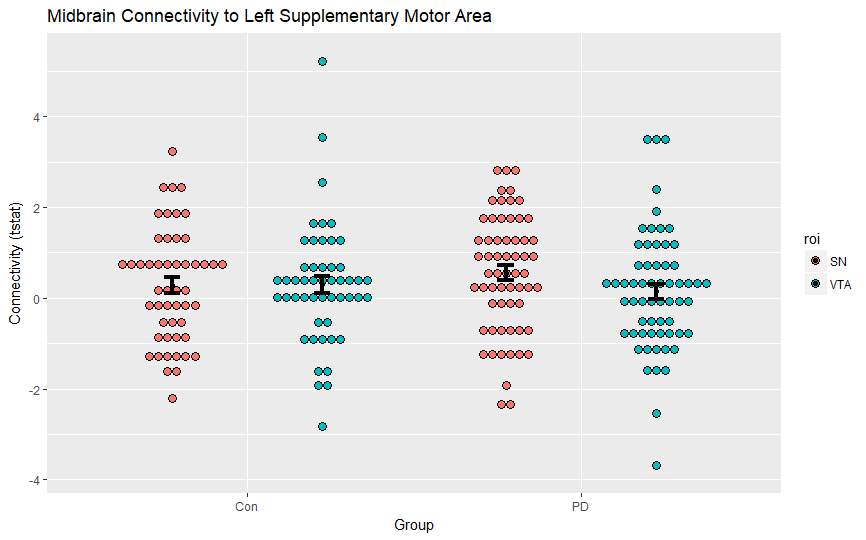 Midbrain Connectivity to Left Supplementary Motor Area
Connectivity (tstat)
4
2
0
-2
-4
Con
PD
Group
roi
SN
VTA